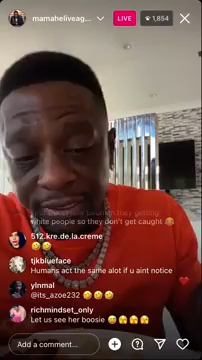 mamaheliveag...
LIVE
1,854
white people so they don't get caught 😂
512.kre.de.la.creme
🤣🤣
tjkblueface
Humans act the same alot if u aint notice
ylnmal
@its_azoe232 🤣🤣🤣
richmindset_only
Let us see her boosie 😅😱😱😱
Add a comment...